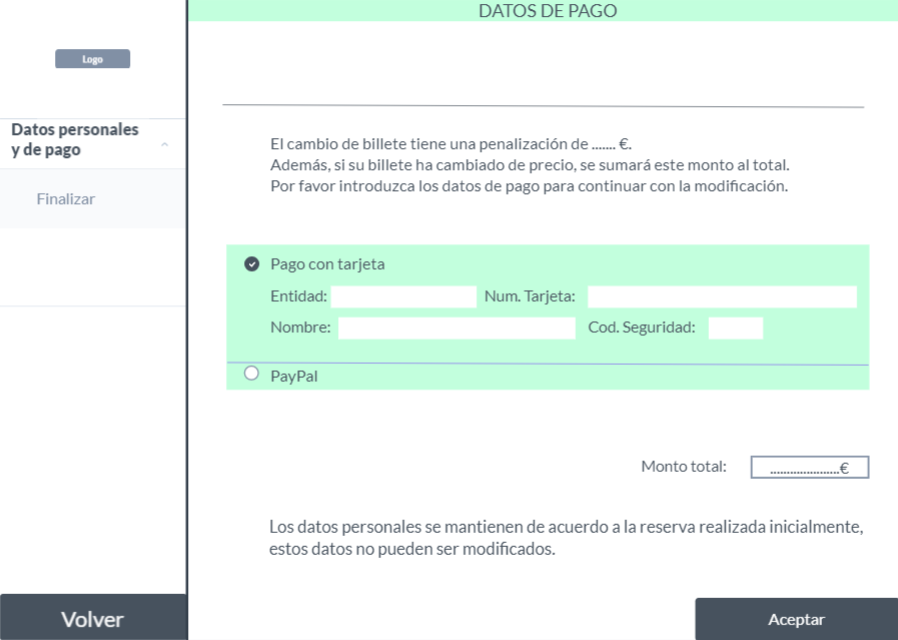 DATOS DE PAGO
Logo
Datos personales
y de pago
Finalizar
El cambio de billete tiene una penalización de ....... €.
Además, si su billete ha cambiado de precio, se sumará este monto al total.
Por favor introduzca los datos de pago para continuar con la modificación.
Pago con tarjeta
Entidad: Num. Tarjeta:
Nombre: Cod. Seguridad:
PayPal
Monto total: .....................€
Los datos personales se mantienen de acuerdo a la reserva realizada inicialmente,
estos datos no pueden ser modificados.
Volver
Aceptar